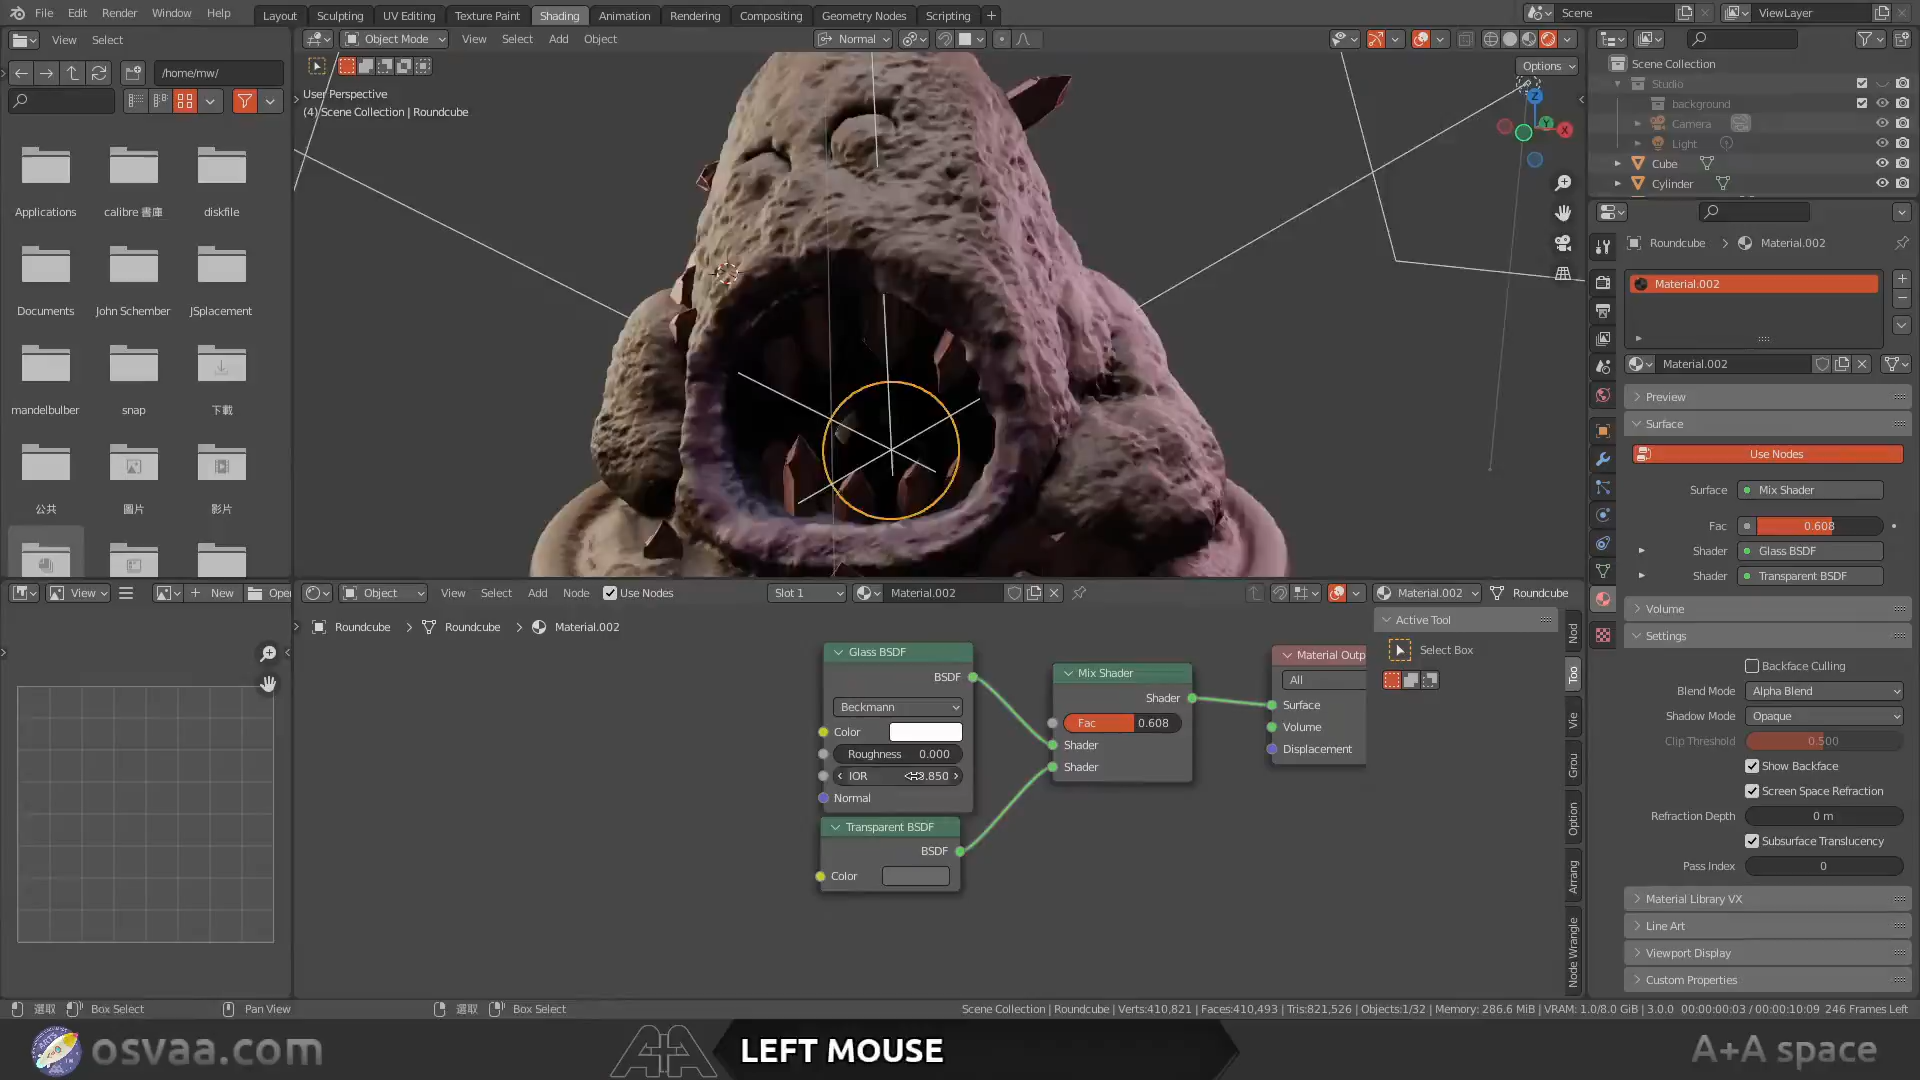 File Edit Render Window Help
Layout Sculpting UV Editing Texture Paint Shading Animation Rendering Compositing Geometry Nodes Scripting +
Scene ViewLayer
View Select
Object Mode View Select Add Object Normal
/home/mw/
Options
User Perspective
(4) Scene Collection | Roundcube
Z
Y
X
Applications calibre 書庫 diskfile
Documents John Schember JSplacement
mandelbulber snap 下載
公共 圖片 影片
Scene Collection
Studio
background
Camera
Light
Cube
Cylinder
Roundcube > Material.002
Material.002
Material.002
Preview
Surface
Use Nodes
Surface Mix Shader
Fac 0.608
Shader Glass BSDF
Shader Transparent BSDF
Volume
Settings
Backface Culling
Blend Mode Alpha Blend
Shadow Mode Opaque
Clip Threshold 0.500
Show Backface
Screen Space Refraction
Refraction Depth 0 m
Subsurface Translucency
Pass Index 0
Material Library VX
Line Art
Viewport Display
Custom Properties
View + New Open
Object View Select Add Node Use Nodes Slot 1 Material.002
Material.002 Roundcube
Roundcube > Roundcube > Material.002
Glass BSDF
BSDF
Beckmann
Color
Roughness 0.000
IOR .850
Normal
Transparent BSDF
BSDF
Color
Mix Shader
Shader
Fac 0.608
Shader
Shader
Material Outp
All
Surface
Volume
Displacement
Active Tool
Select Box
Nod
Too
Vie
Grou
Option
Arrang
Node Wrangle
選取 Box Select Pan View 選取 Box Select
Scene Collection | Roundcube | Verts:410,821 | Faces:410,493 | Tris:821,526 | Objects:1/32 | Memory: 286.6 MiB | VRAM: 1.0/8.0 GiB | 3.0.0 00:00:00:03 / 00:00:10:09 246 Frames Left
osvaa.com
LEFT MOUSE
A+A space